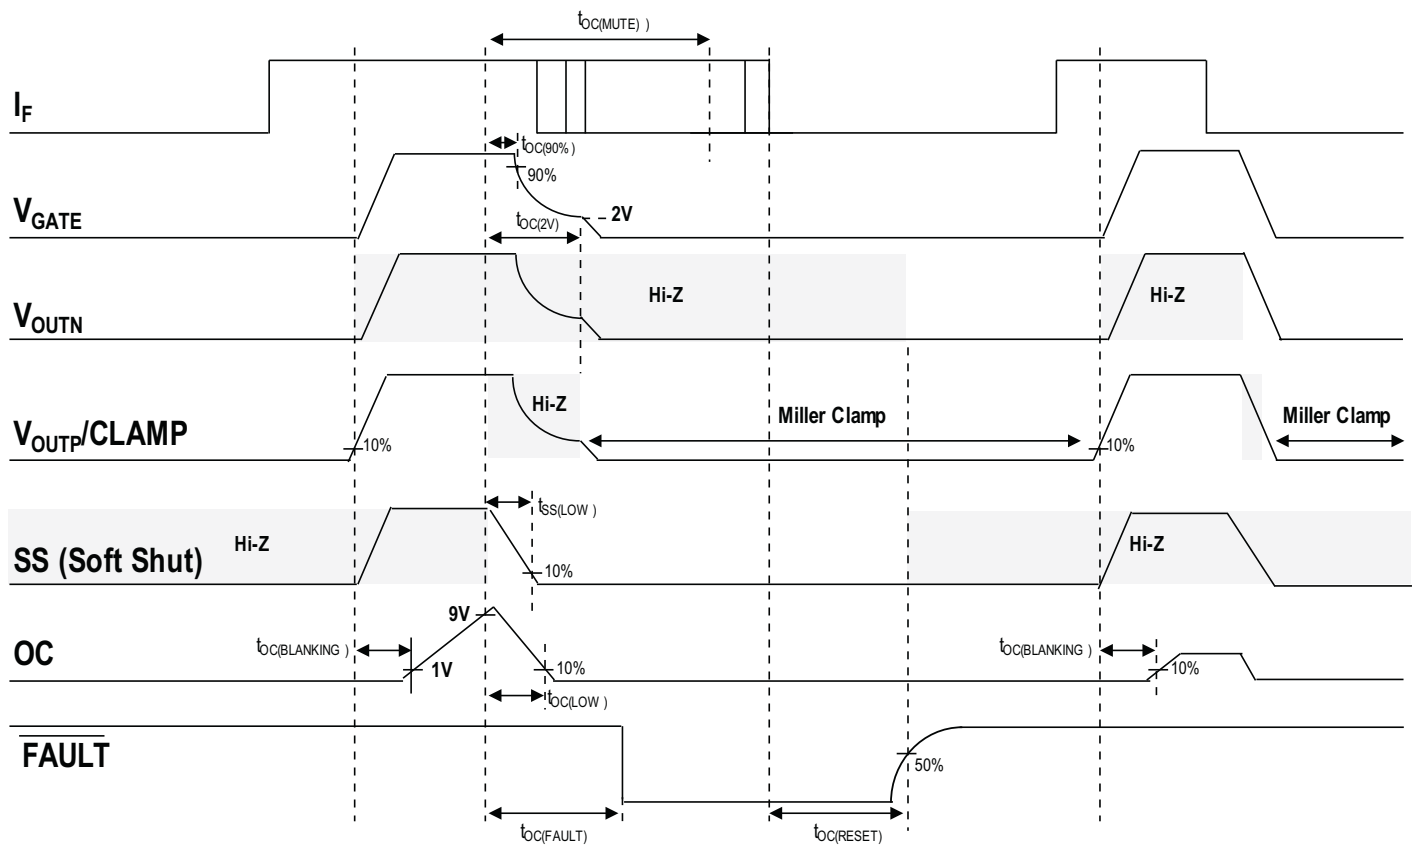 tOC(MUTE) )
IF
tOC(90%)
90%
VGATE
2V
tOC(2V)
Hi-Z
Hi-Z
VOUTN
Hi-Z
Miller Clamp
Miller Clamp
VOUTP/CLAMP
10%
10%
tSS(LOW )
Hi-Z
Hi-Z
SS (Soft Shut)
10%
9V
OC
tOC(BLANKING )
1V
10%
tOC(BLANKING )
10%
tOC(LOW)
FAULT
50%
tOC(FAULT)
tOC(RESET)